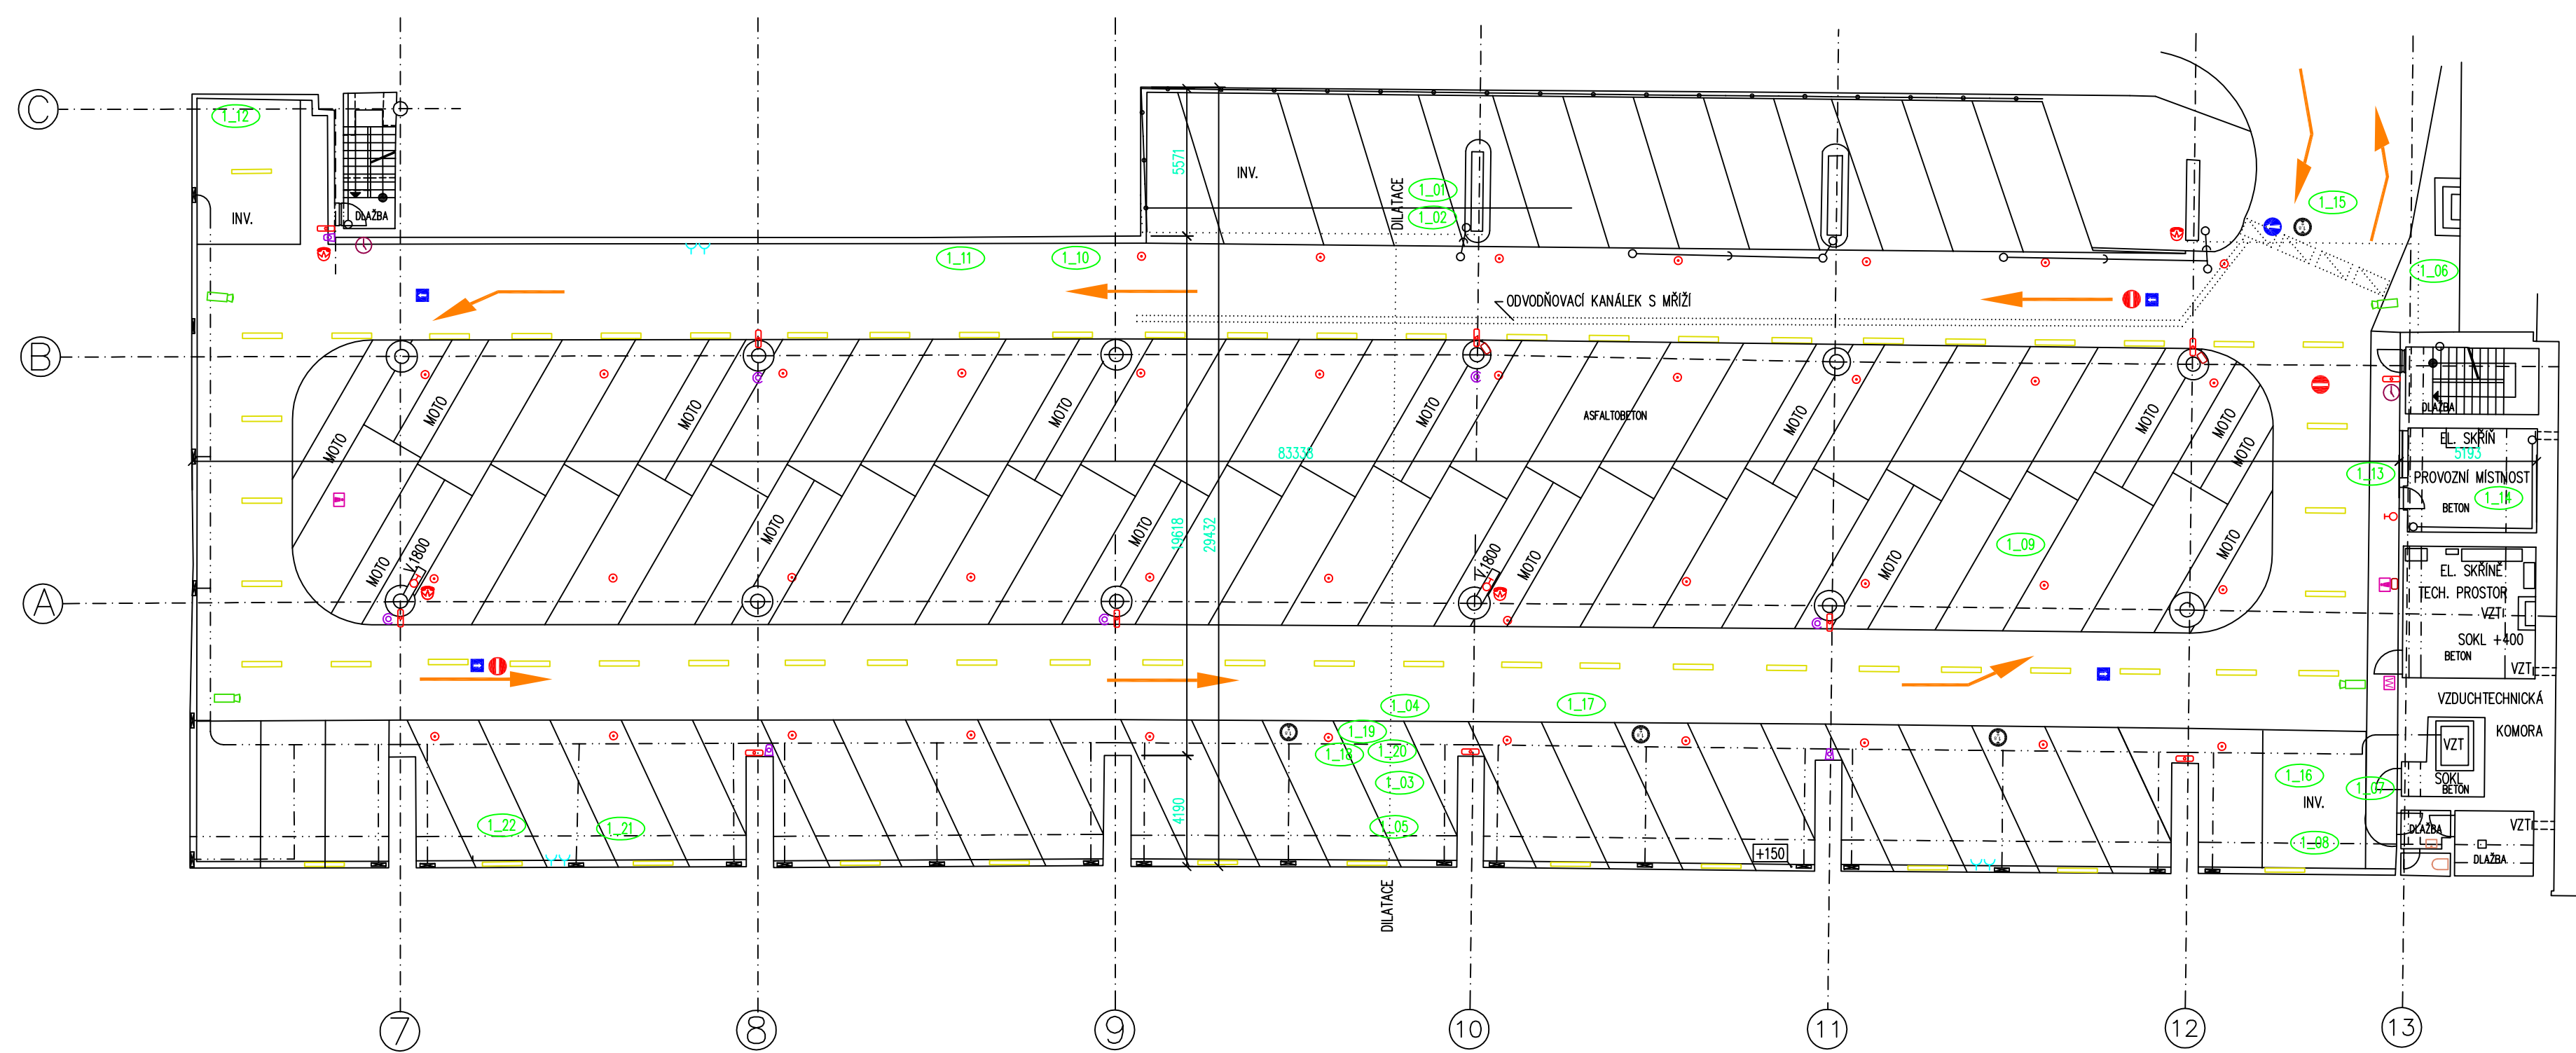 C
1_12
INV.
DLAŽBA
5571
INV.
DILATACE
1_01
1_02
1_15
1_11
1_10
1_06
ODVODŇOVACÍ KANÁLEK S MŘÍŽÍ
B
MOTO
MOTO
MOTO
MOTO
MOTO
ASFALTOBETON
MOTO
MOTO
MOTO
MOTO
DLAŽBA
EL. SKŘÍŇ
83338
5193
1_13
PROVOZNÍ MÍSTNOST
1_14
BETON
19618
29432
MOTO
V.1800
MOTO
MOTO
V.1800
MOTO
MOTO
1_09
MOTO
EL. SKŘÍNĚ
TECH. PROSTOR
VZT
SOKL +400
BETON
VZT
A
VZDUCHTECHNICKÁ
KOMORA
1_04
1_17
1_19
1_18
1_20
1_03
1_05
VZT
SOKL
BETON
1_16
INV.
1_07
1_08
4190
1_22
1_21
+150
DLAŽBA
VZT
DLAŽBA
DILATACE
7
8
9
10
11
12
13